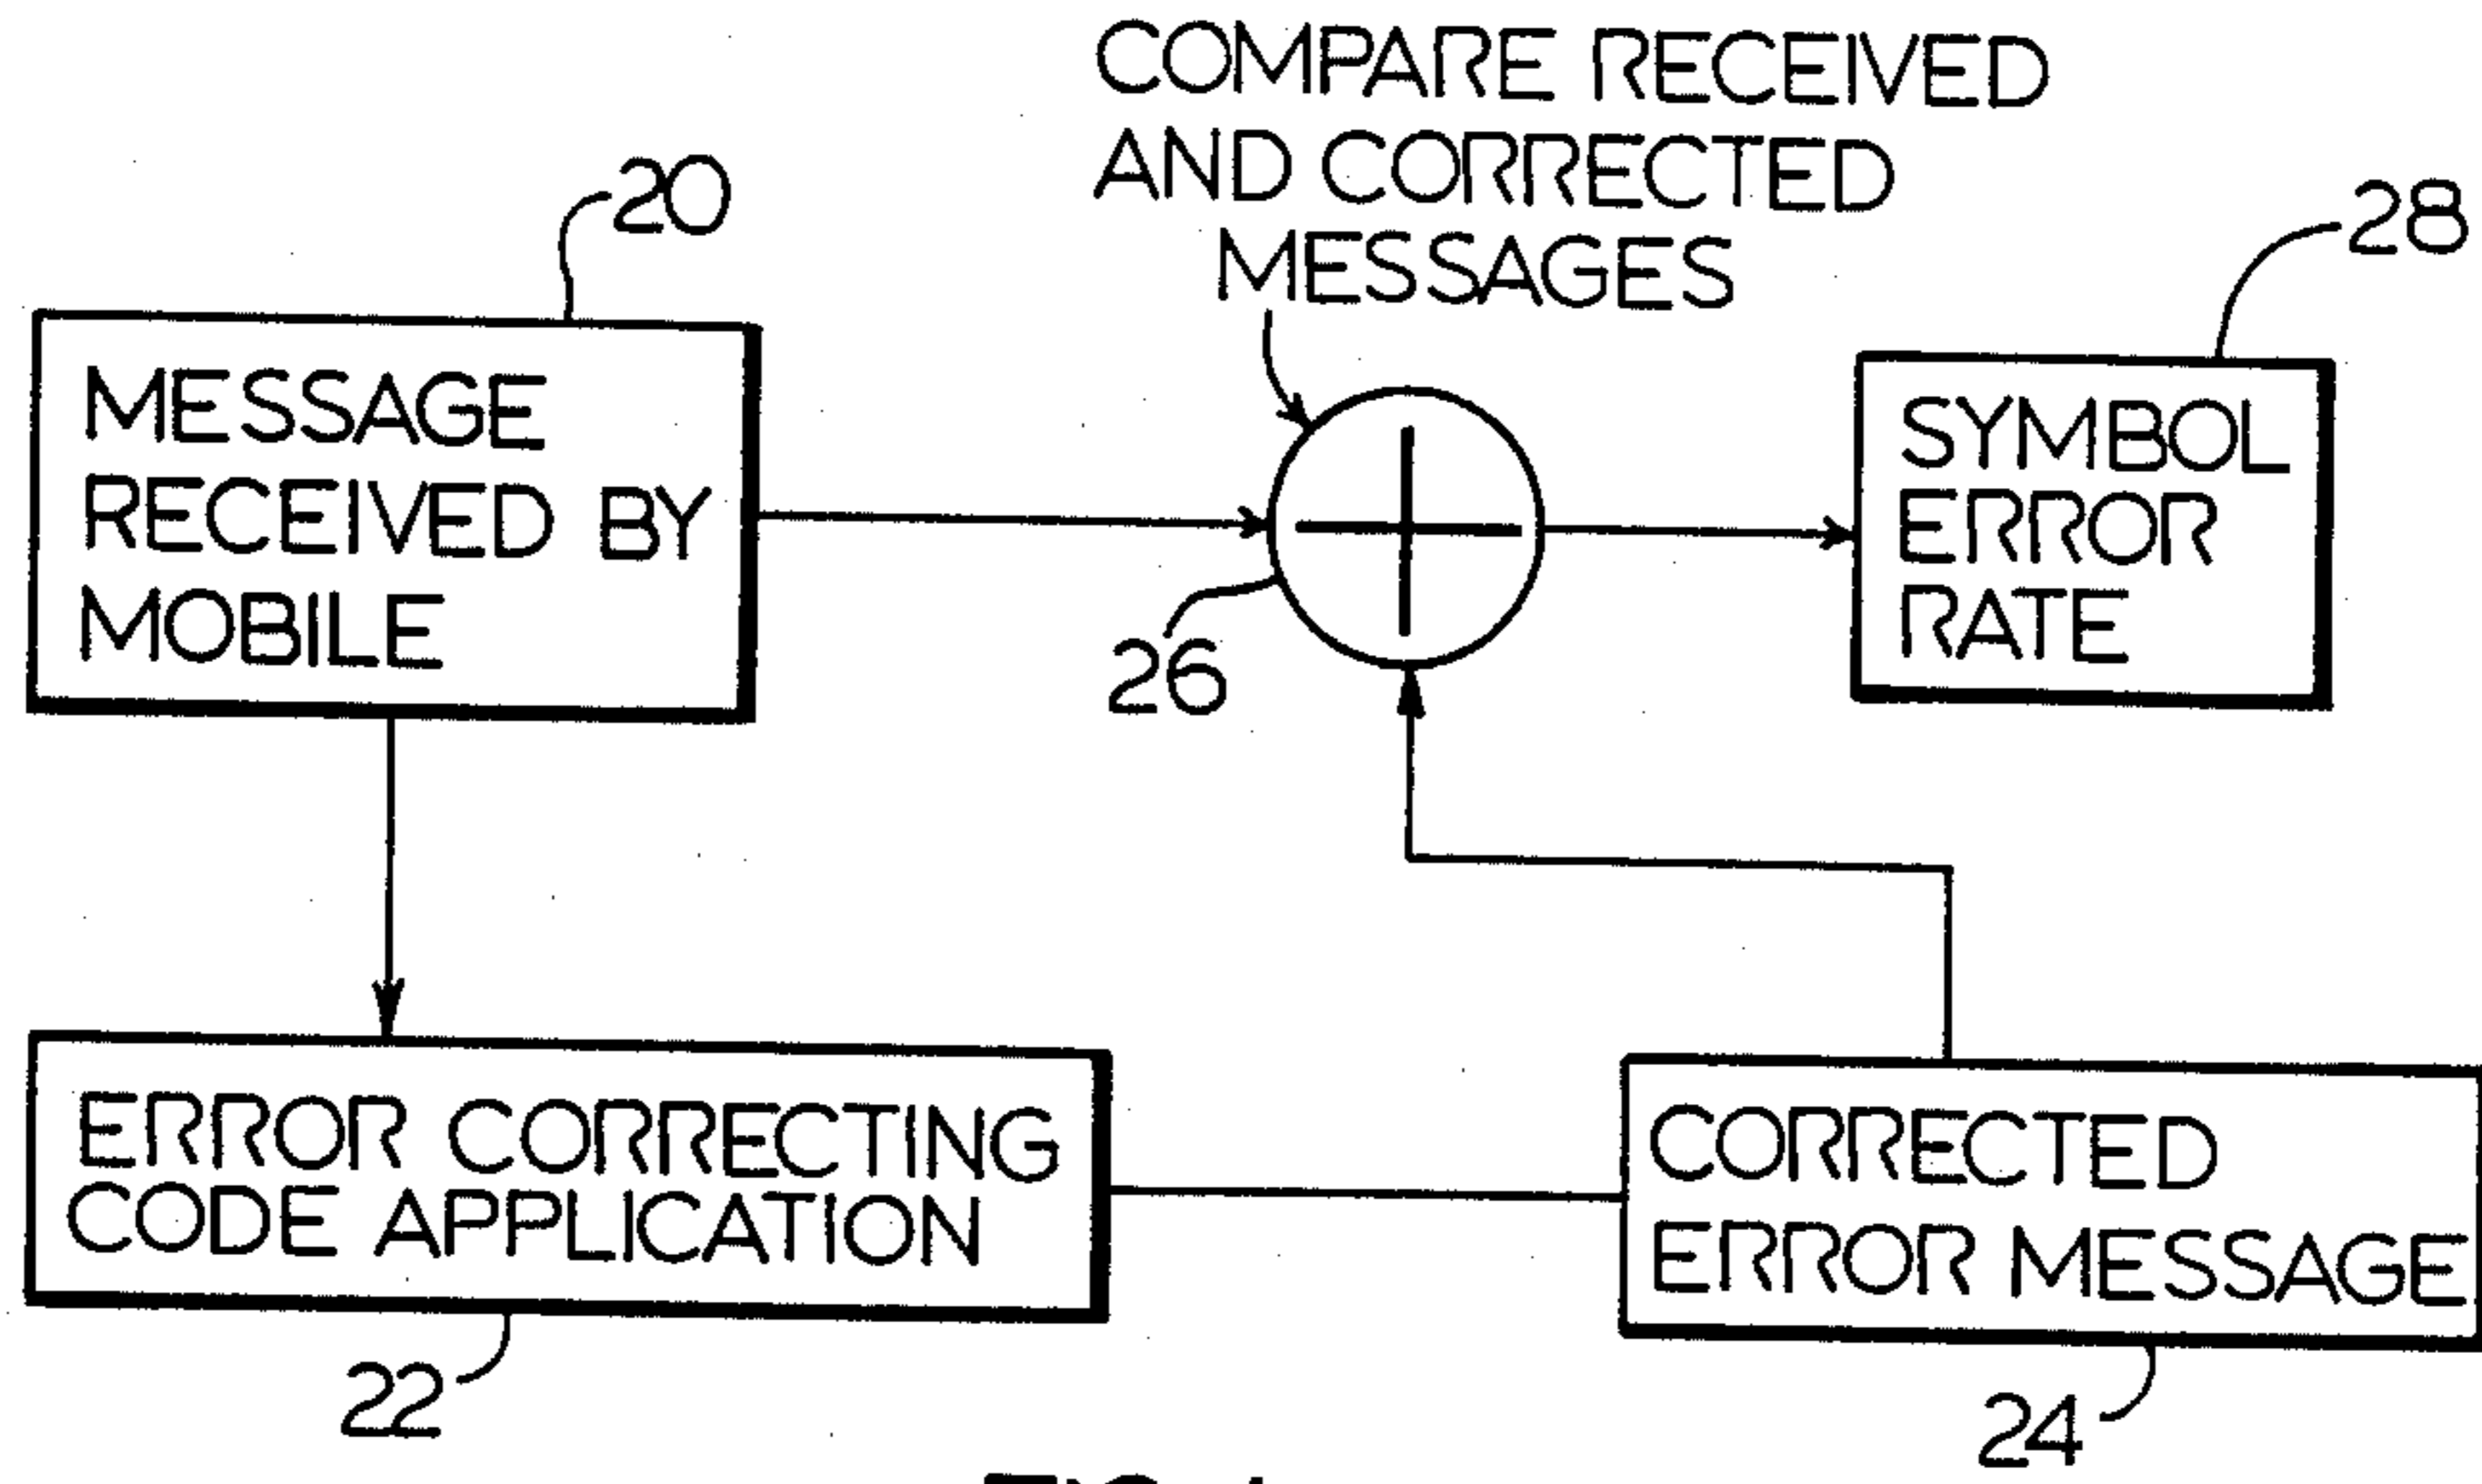 COMPARE RECEIVED
AND CORRECTED
MESSAGES
20
28
MESSAGE
RECEIVED BY
MOBILE
SYMBOL
ERROR
RATE
26
ERROR CORRECTING
CODE APPLICATION
CORRECTED
ERROR MESSAGE
22
24